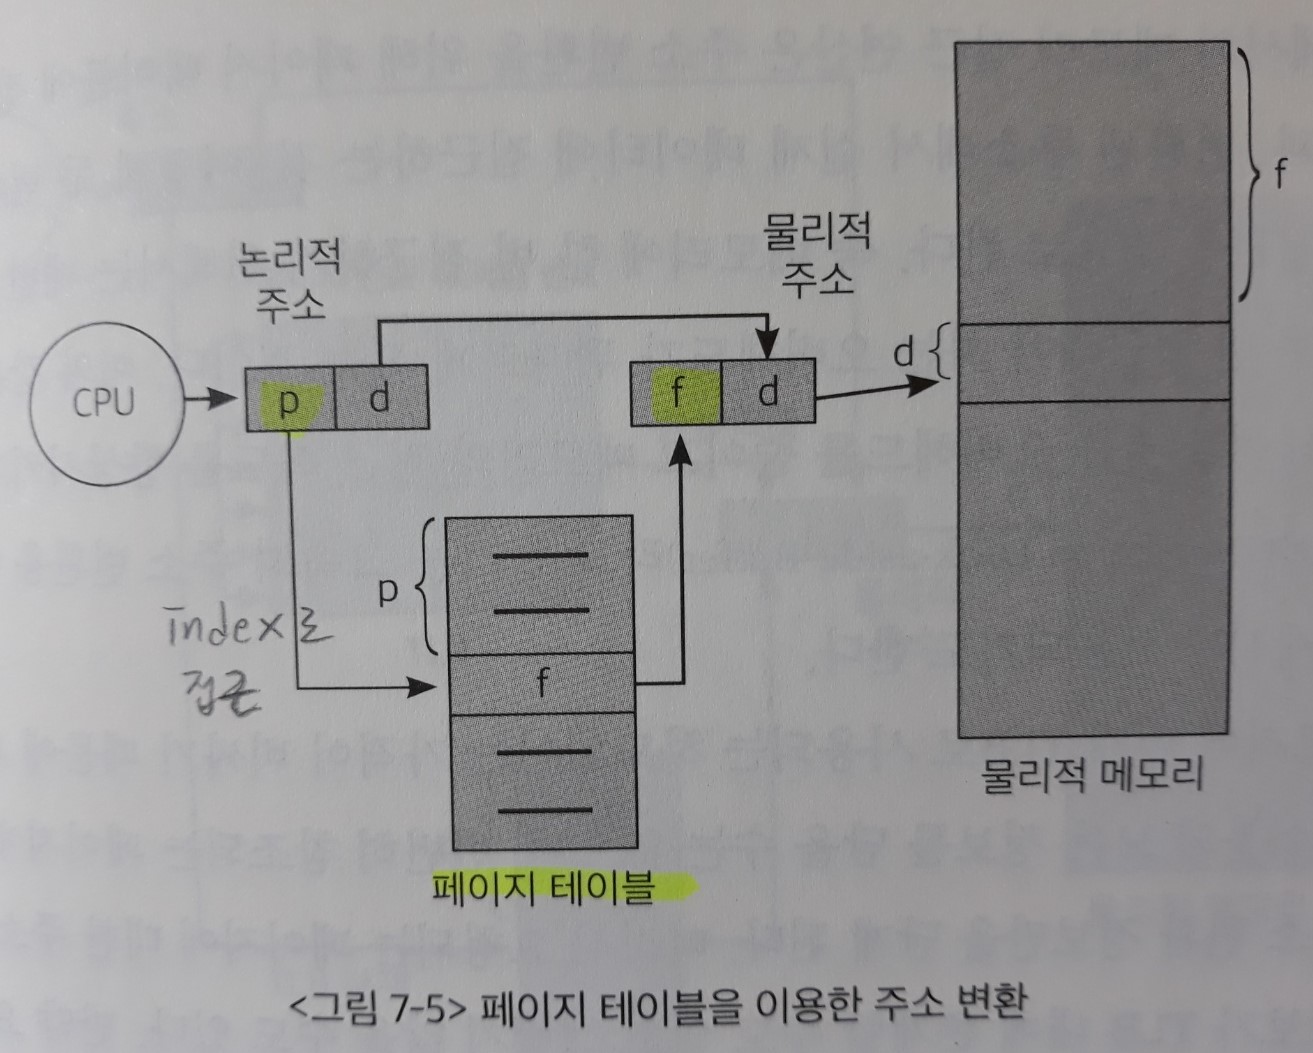 논리적
주소
물리적
주소
f
d
CPU
p d
f d
p
index로
접근
f
물리적 메모리
페이지 테이블
<그림 7-5> 페이지 테이블을 이용한 주소 변환